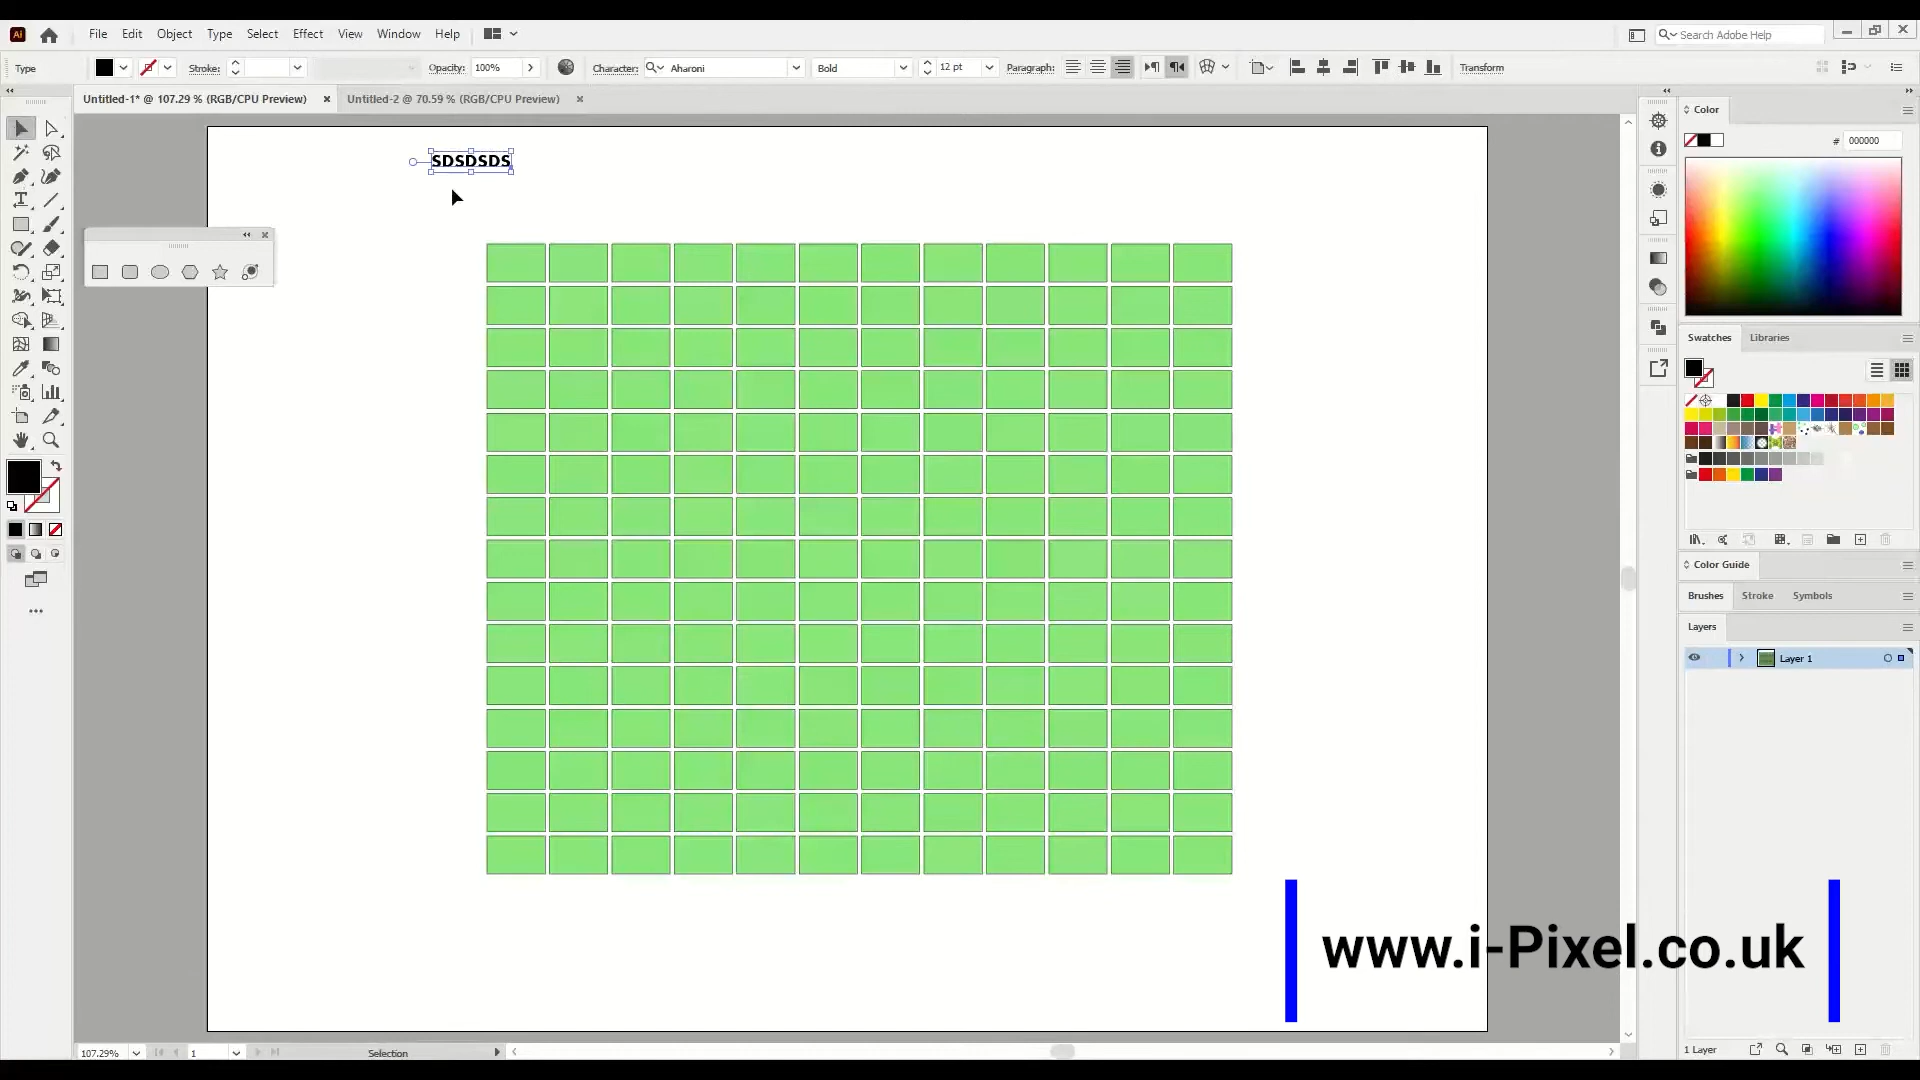 Ai
File Edit Object Type Select Effect View Window Help
Search Adobe Help
Type Stroke: Opacity: 100% Character: Aharoni Bold 12 pt Paragraph: Transform
Untitled-1* @ 107.29 % (RGB/CPU Preview) × Untitled-2 @ 70.59 % (RGB/CPU Preview) ×
SDSDSDS
Color
# 000000
Swatches Libraries
Color Guide
Brushes Stroke Symbols
Layers
Layer 1
www.i-Pixel.co.uk
107.29% 1 Selection
1 Layer